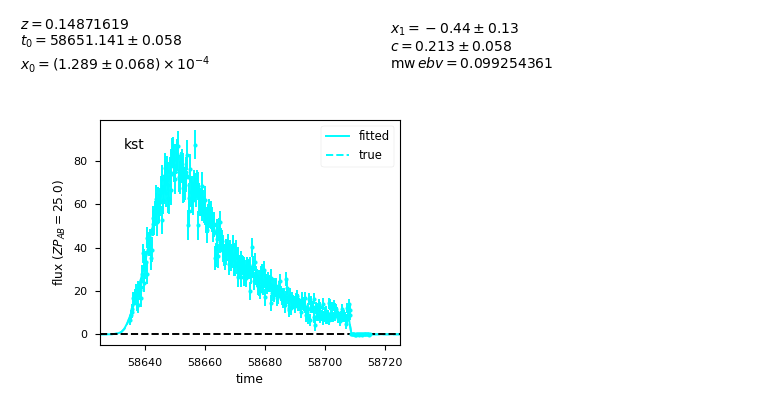 z = 0.14871619
t₀ = 58651.141 ± 0.058
x₀ = (1.289 ± 0.068) × 10⁻⁴
x₁ = −0.44 ± 0.13
c = 0.213 ± 0.058
mw ebv = 0.099254361
kst
fitted
true
flux (ZP_AB = 25.0)
80
60
40
20
0
58640 58660 58680 58700 58720
time